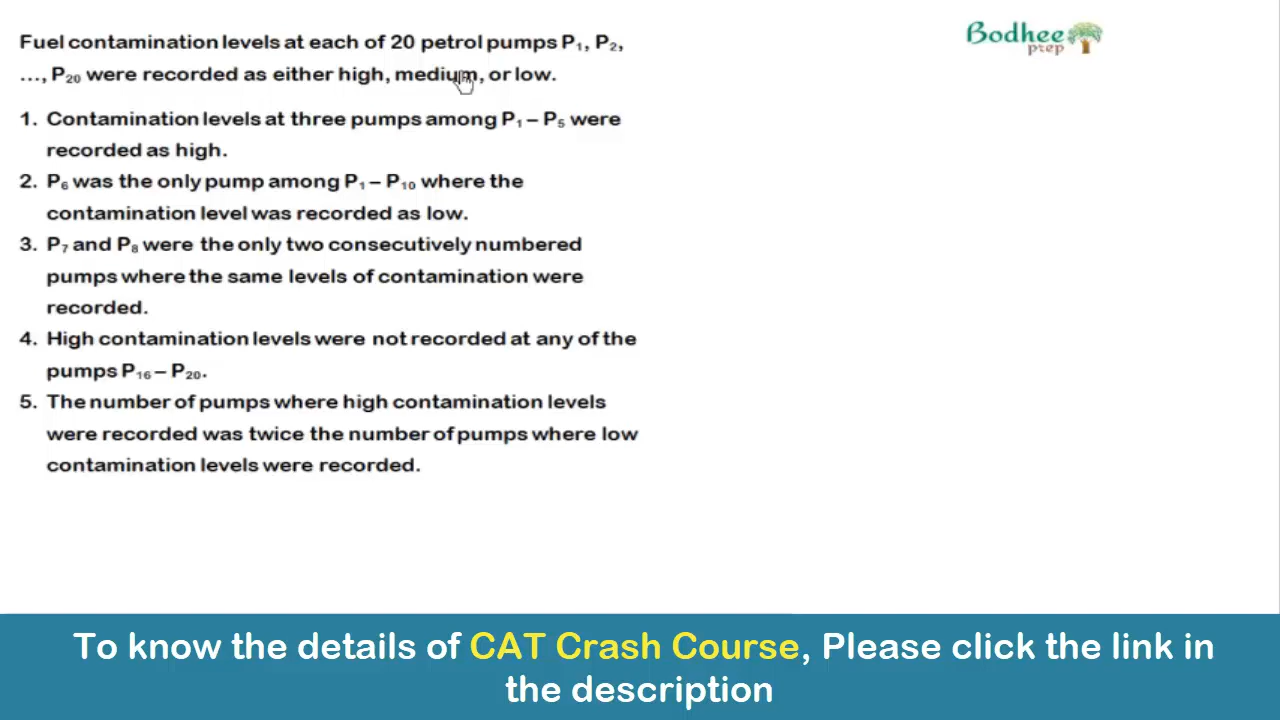 Fuel contamination levels at each of 20 petrol pumps P₁, P₂,
..., P₂₀ were recorded as either high, medium, or low.
1. Contamination levels at three pumps among P₁ – P₅ were
recorded as high.
2. P₆ was the only pump among P₁ – P₁₀ where the
contamination level was recorded as low.
3. P₇ and P₈ were the only two consecutively numbered
pumps where the same levels of contamination were
recorded.
4. High contamination levels were not recorded at any of the
pumps P₁₆ – P₂₀.
5. The number of pumps where high contamination levels
were recorded was twice the number of pumps where low
contamination levels were recorded.
Bodhee
prep
To know the details of CAT Crash Course, Please click the link in
the description